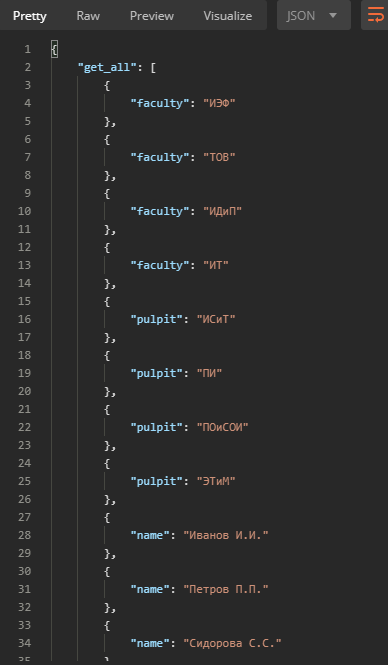 Pretty Raw Preview Visualize JSON
1 {
2 "get_all": [
3 {
4 "faculty": "ИЭФ"
5 },
6 {
7 "faculty": "ТОВ"
8 },
9 {
10 "faculty": "ИДиП"
11 },
12 {
13 "faculty": "ИТ"
14 },
15 {
16 "pulpit": "ИСиТ"
17 },
18 {
19 "pulpit": "ПИ"
20 },
21 {
22 "pulpit": "ПОиСОИ"
23 },
24 {
25 "pulpit": "ЭТиМ"
26 },
27 {
28 "name": "Иванов И.И."
29 },
30 {
31 "name": "Петров П.П."
32 },
33 {
34 "name": "Сидорова С.С."
35 }